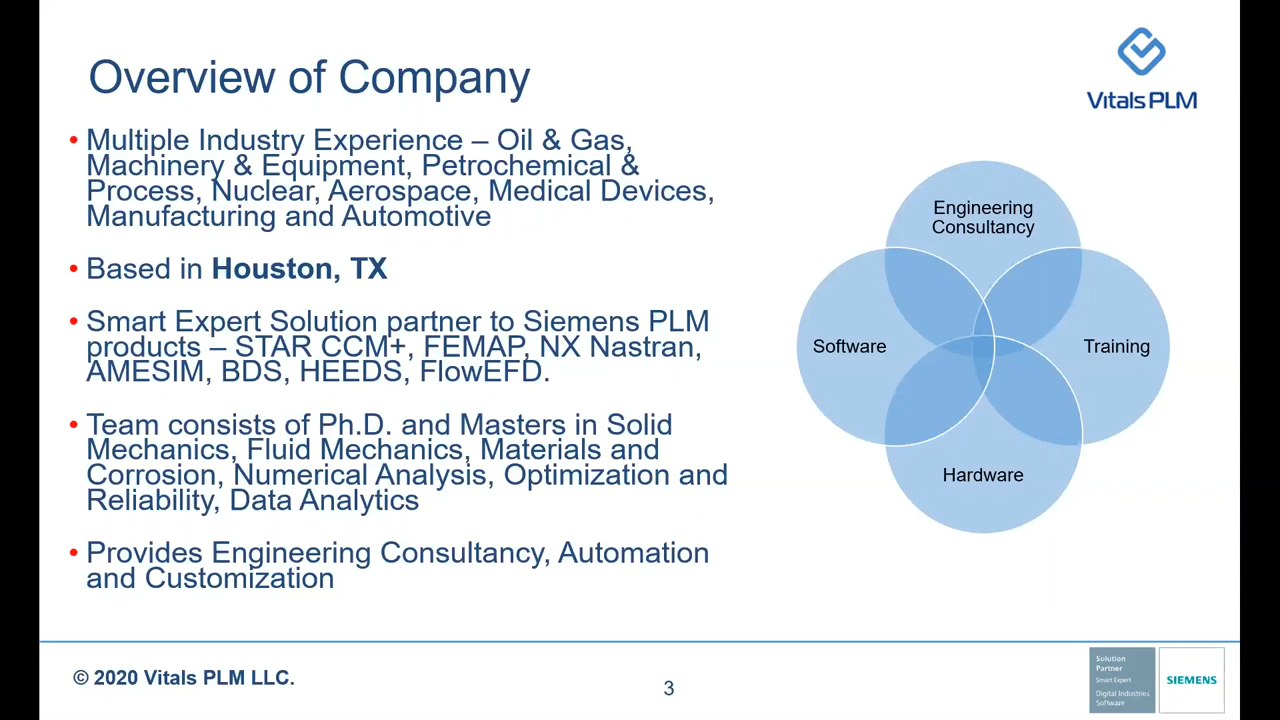 Overview of Company
VitalsPLM
• Multiple Industry Experience – Oil & Gas,
Machinery & Equipment, Petrochemical &
Process, Nuclear, Aerospace, Medical Devices,
Manufacturing and Automotive
• Based in Houston, TX
• Smart Expert Solution partner to Siemens PLM
products – STAR CCM+, FEMAP, NX Nastran,
AMESIM, BDS, HEEDS, FlowEFD.
• Team consists of Ph.D. and Masters in Solid
Mechanics, Fluid Mechanics, Materials and
Corrosion, Numerical Analysis, Optimization and
Reliability, Data Analytics
• Provides Engineering Consultancy, Automation
and Customization
Engineering
Consultancy
Software
Training
Hardware
© 2020 Vitals PLM LLC.
3
Solution
Partner
Smart Expert
Digital Industries
Software
SIEMENS